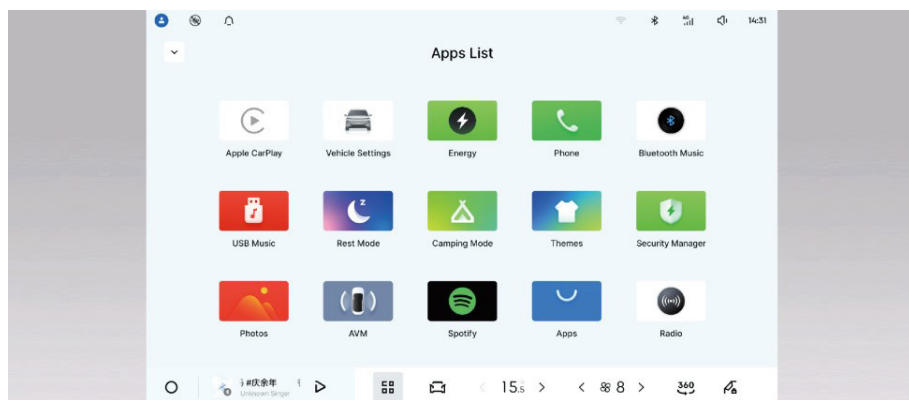 4G
14:31
Apps List
Apple CarPlay
Vehicle Settings
Energy
Phone
Bluetooth Music
z
USB Music
Rest Mode
Camping Mode
Themes
Security Manager
Photos
AVM
Spotify
Apps
Radio
#庆余年
Unknown Singer
15.5
8
360